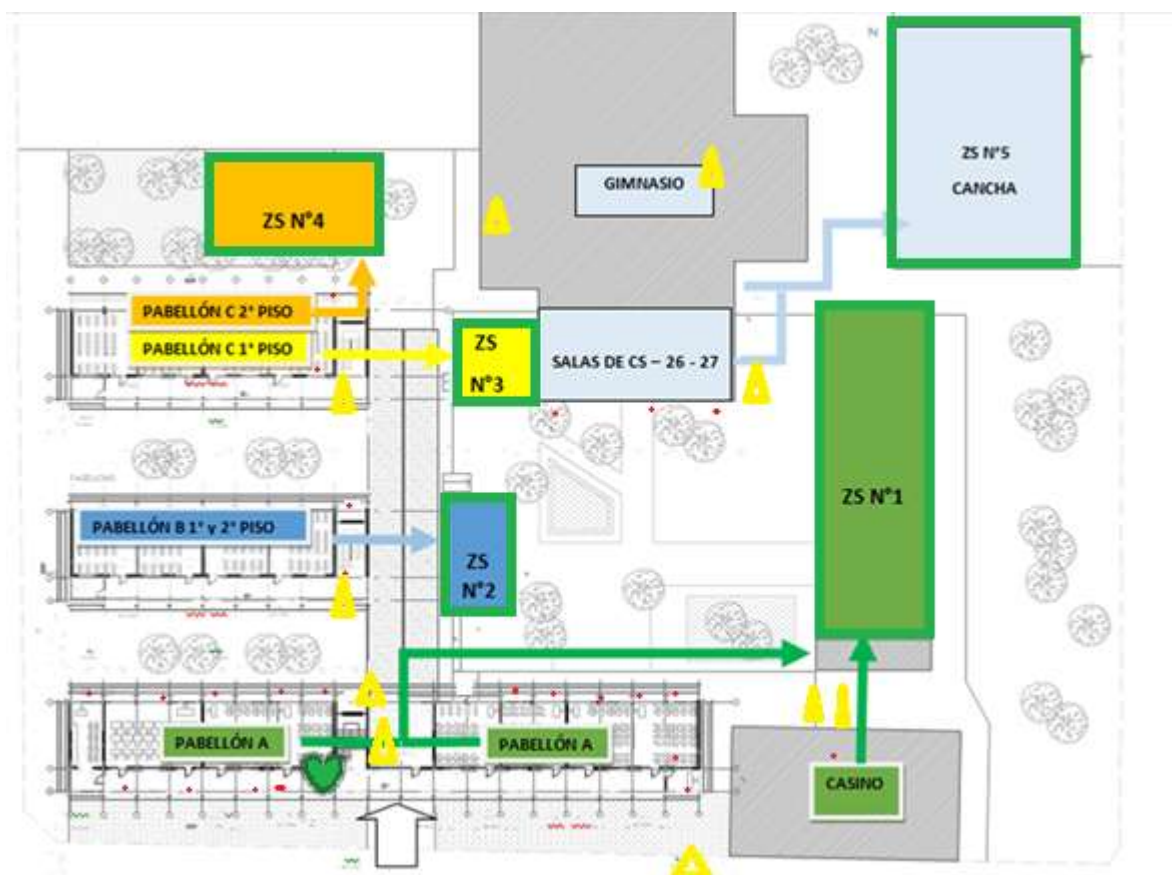 N
ZS N°5
CANCHA
GIMNASIO
ZS N°4
PABELLÓN C 2° PISO
PABELLÓN C 1° PISO
ZS
N°3
SALAS DE CS – 26 - 27
ZS N°1
PABELLÓN B 1° y 2° PISO
ZS
N°2
PABELLÓN A
PABELLÓN A
CASINO